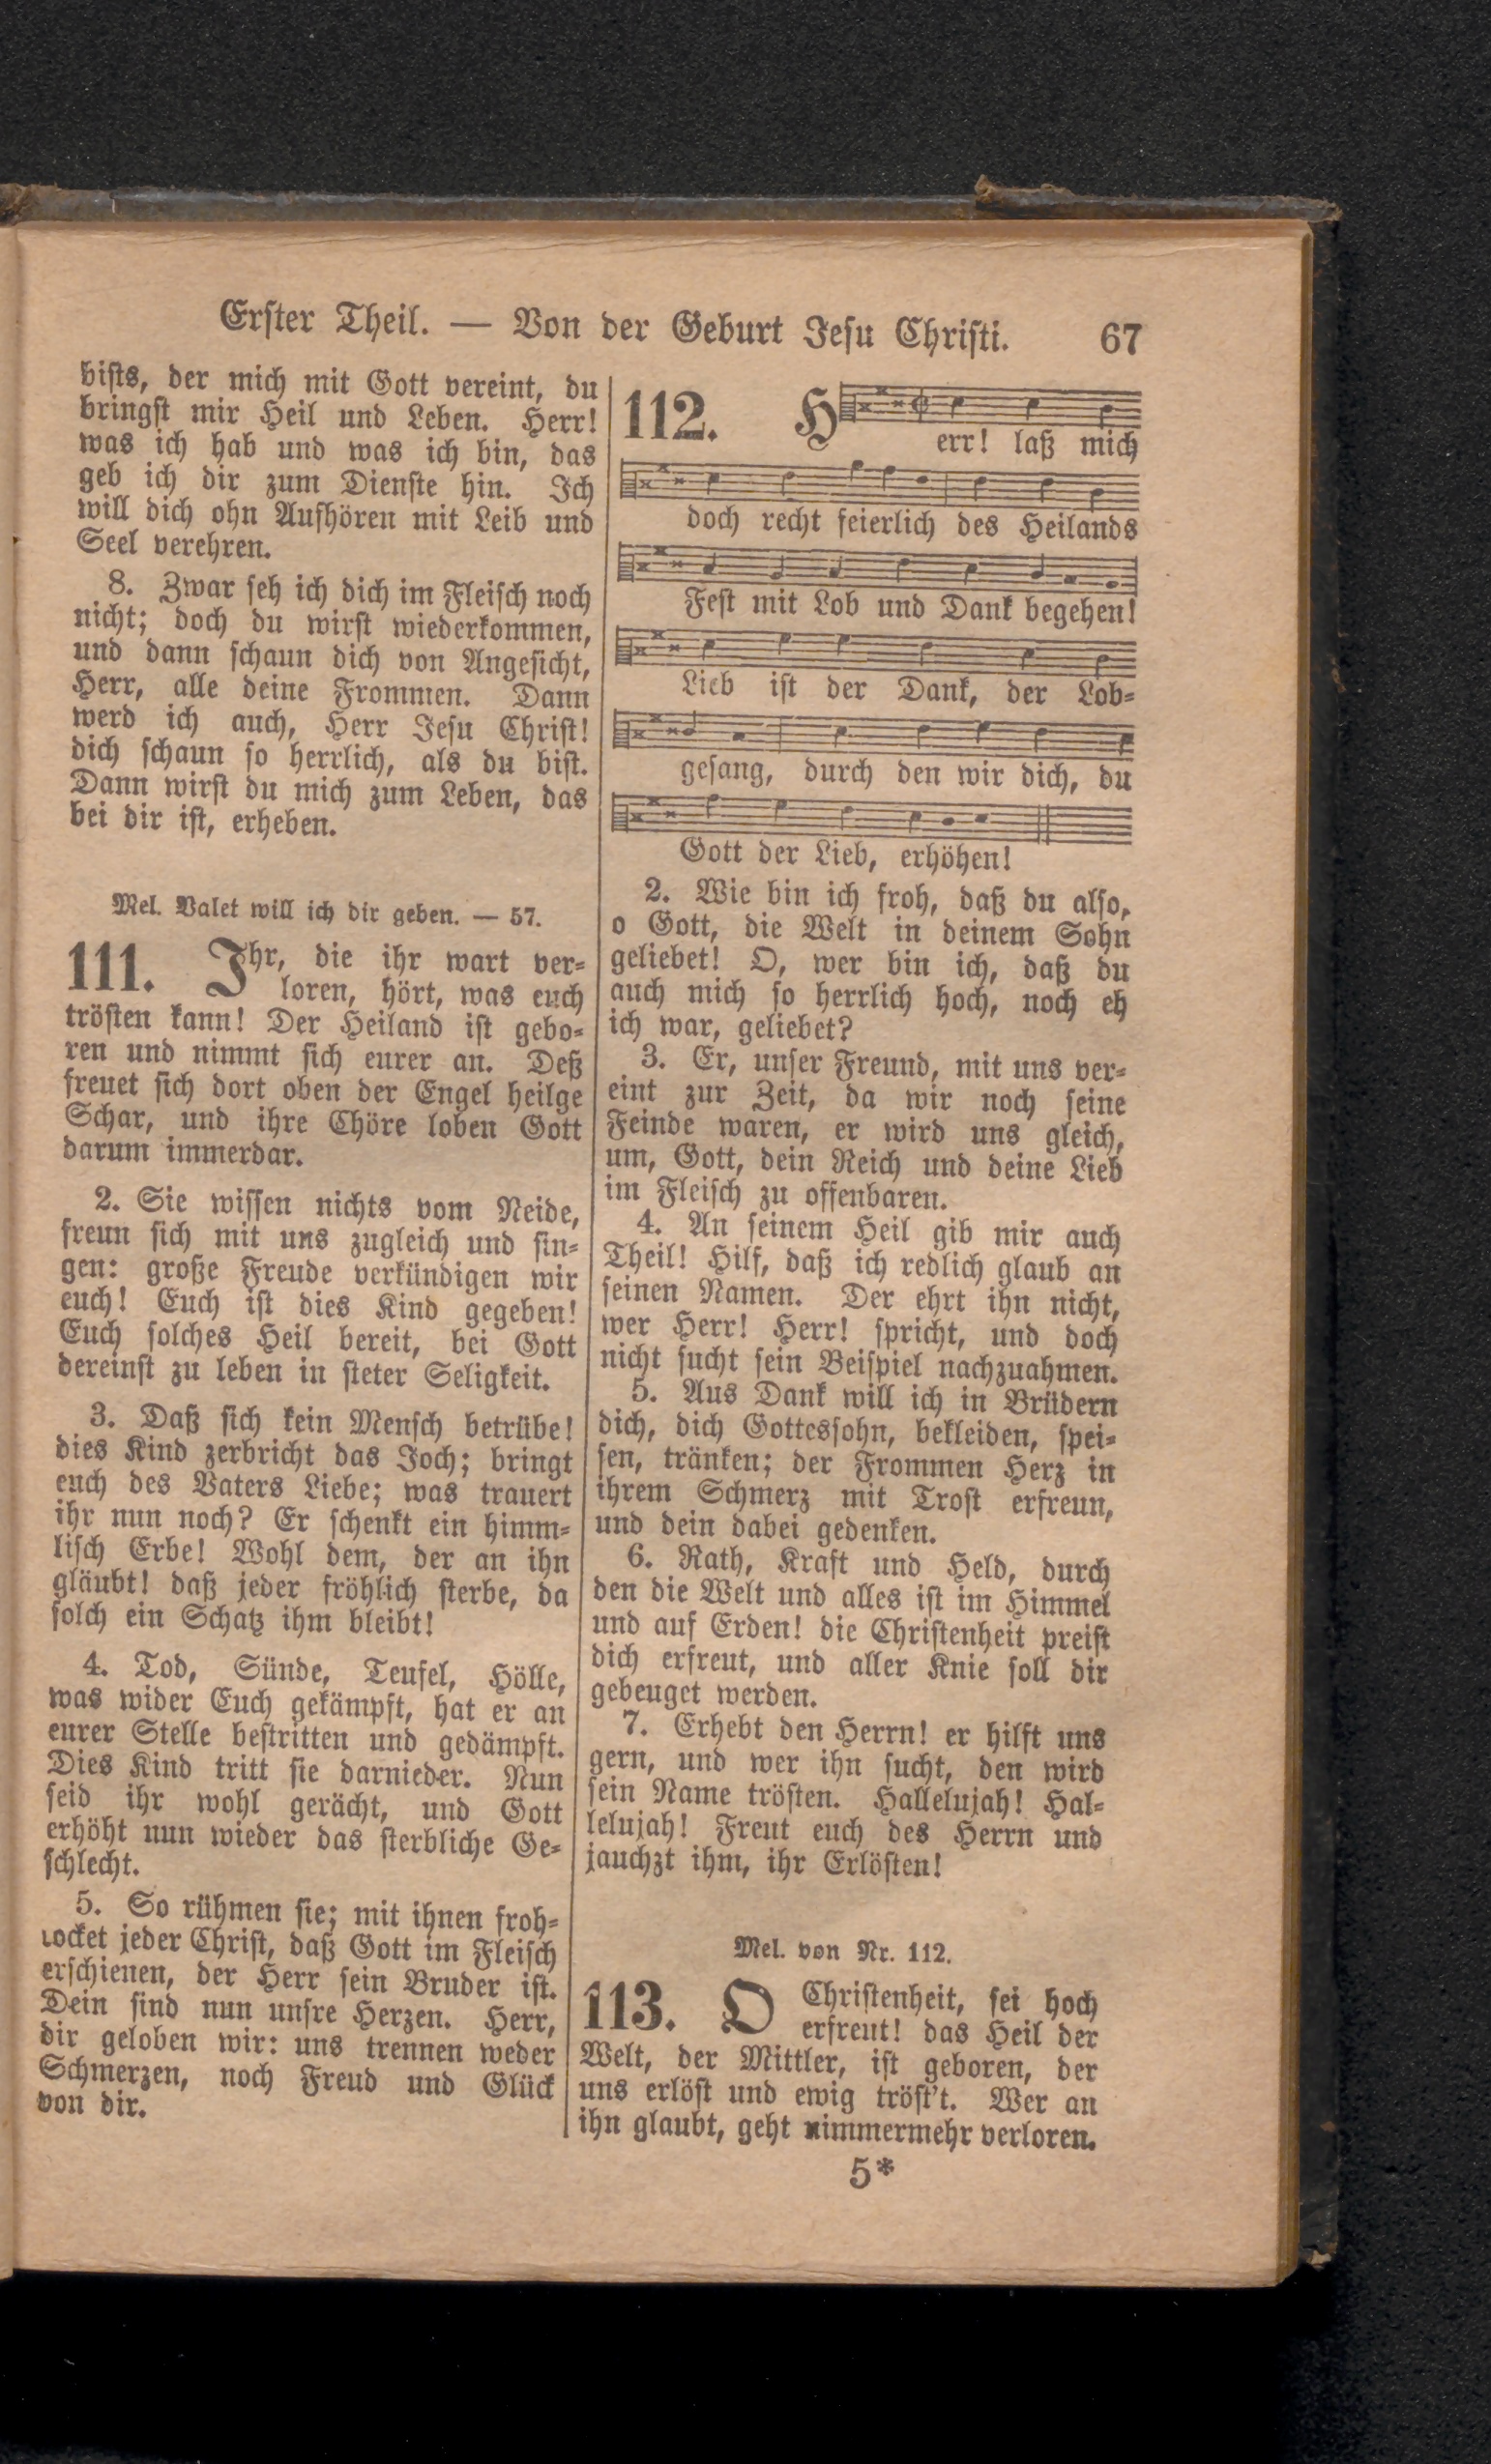 Erſter Theil. — Von der Geburt Jeſu Chriſti. 67
biſts, der mich mit Gott vereint, du
bringſt mir Heil und Leben. Herr!
was ich hab und was ich bin, das
geb ich dir zum Dienſte hin. Ich
will dich ohn Aufhören mit Leib und
Seel verehren.
8. Zwar ſeh ich dich im Fleiſch noch
nicht; doch du wirſt wiederkommen,
und dann ſchaun dich von Angeſicht,
Herr, alle deine Frommen. Dann
werd ich auch, Herr Jeſu Chriſt!
dich ſchaun ſo herrlich, als du biſt.
Dann wirſt du mich zum Leben, das
bei dir iſt, erheben.
Mel. Valet will ich dir geben. — 57.
111. Ihr, die ihr wart ver-
loren, hört, was euch
tröſten kann! Der Heiland iſt gebo-
ren und nimmt ſich eurer an. Deß
freuet ſich dort oben der Engel heilge
Schar, und ihre Chöre loben Gott
darum immerdar.
2. Sie wiſſen nichts vom Neide,
freun ſich mit uns zugleich und ſin-
gen: große Freude verkündigen wir
euch! Euch iſt dies Kind gegeben!
Euch ſolches Heil bereit, bei Gott
dereinſt zu leben in ſteter Seligkeit.
3. Daß ſich kein Menſch betrübe!
dies Kind zerbricht das Joch; bringt
euch des Vaters Liebe; was trauert
ihr nun noch? Er ſchenkt ein himm-
liſch Erbe! Wohl dem, der an ihn
gläubt! daß jeder fröhlich ſterbe, da
ſolch ein Schatz ihm bleibt!
4. Tod, Sünde, Teufel, Hölle,
was wider Euch gekämpft, hat er an
eurer Stelle beſtritten und gedämpft.
Dies Kind tritt ſie darnieder. Nun
ſeid ihr wohl gerächt, und Gott
erhöht nun wieder das ſterbliche Ge-
ſchlecht.
5. So rühmen ſie; mit ihnen froh-
locket jeder Chriſt, daß Gott im Fleiſch
erſchienen, der Herr ſein Bruder iſt.
Dein ſind nun unſre Herzen. Herr,
dir geloben wir: uns trennen weder
Schmerzen, noch Freud und Glück
von dir.
112. Herr! laß mich
doch recht feierlich des Heilands
Feſt mit Lob und Dank begehen!
Lieb iſt der Dank, der Lob-
geſang, durch den wir dich, du
Gott der Lieb, erhöhen!
2. Wie bin ich froh, daß du alſo,
o Gott, die Welt in deinem Sohn
geliebet! O, wer bin ich, daß du
auch mich ſo herrlich hoch, noch eh
ich war, geliebet?
3. Er, unſer Freund, mit uns ver-
eint zur Zeit, da wir noch ſeine
Feinde waren, er wird uns gleich,
um, Gott, dein Reich und deine Lieb
im Fleiſch zu offenbaren.
4. An ſeinem Heil gib mir auch
Theil! Hilf, daß ich redlich glaub an
ſeinen Namen. Der ehrt ihn nicht,
wer Herr! Herr! ſpricht, und doch
nicht ſucht ſein Beiſpiel nachzuahmen.
5. Aus Dank will ich in Brüdern
dich, dich Gottesſohn, bekleiden, ſpei-
ſen, tränken; der Frommen Herz in
ihrem Schmerz mit Troſt erfreun,
und dein dabei gedenken.
6. Rath, Kraft und Held, durch
den die Welt und alles iſt im Himmel
und auf Erden! die Chriſtenheit preiſt
dich erfreut, und aller Knie ſoll dir
gebeuget werden.
7. Erhebt den Herrn! er hilft uns
gern, und wer ihn ſucht, den wird
ſein Name tröſten. Hallelujah! Hal-
lelujah! Freut euch des Herrn und
jauchzt ihm, ihr Erlöſten!
Mel. von Nr. 112.
113. O Chriſtenheit, ſei hoch
erfreut! das Heil der
Welt, der Mittler, iſt geboren, der
uns erlöſt und ewig tröſt't. Wer an
ihn glaubt, geht nimmermehr verloren.
5*